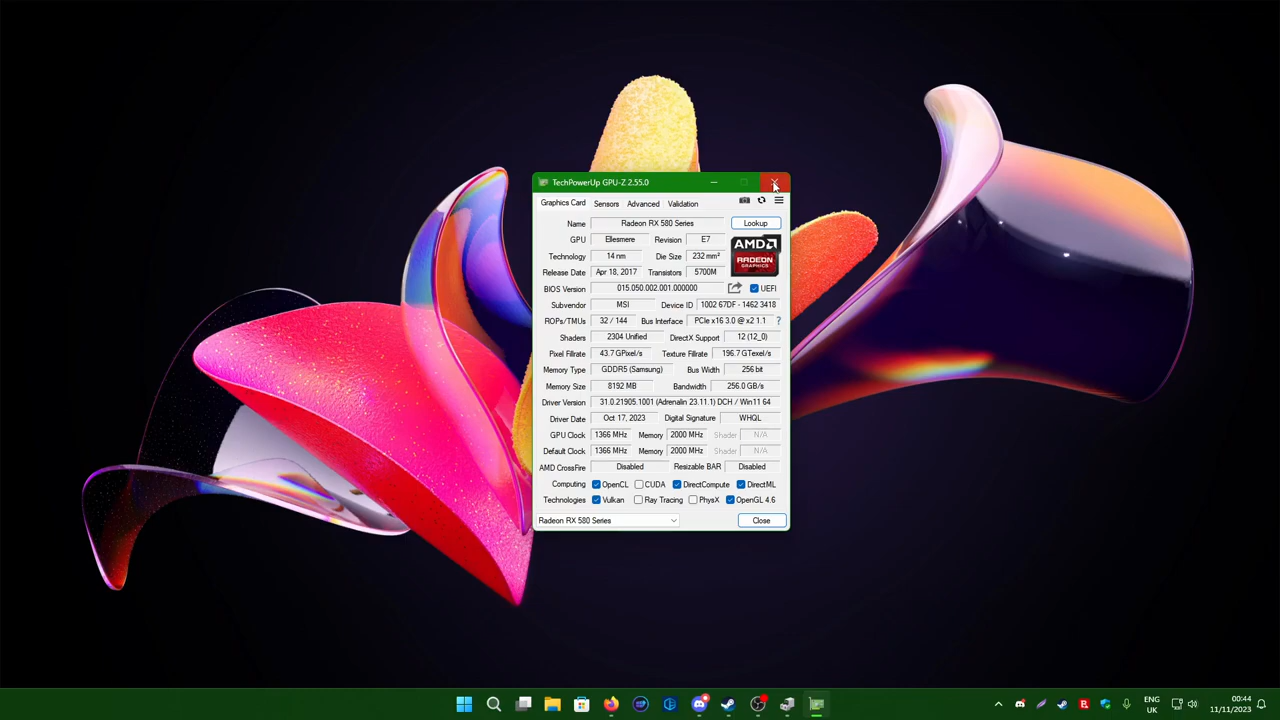 TechPowerUp GPU-Z 2.55.0
Graphics Card Sensors Advanced Validation
Name Radeon RX 580 Series Lookup
GPU Ellesmere Revision E7
Technology 14 nm Die Size 232 mm²
AMD
RADEON
GRAPHICS
Release Date Apr 18, 2017 Transistors 5700M
BIOS Version 015.050.002.001.000000 UEFI
Subvendor MSI Device ID 1002 67DF - 1462 3418
ROPs/TMUs 32 / 144 Bus Interface PCIe x16 3.0 @ x2 1.1 ?
Shaders 2304 Unified DirectX Support 12 (12_0)
Pixel Fillrate 43.7 GPixel/s Texture Fillrate 196.7 GTexel/s
Memory Type GDDR5 (Samsung) Bus Width 256 bit
Memory Size 8192 MB Bandwidth 256.0 GB/s
Driver Version 31.0.21905.1001 (Adrenalin 23.11.1) DCH / Win11 64
Driver Date Oct 17, 2023 Digital Signature WHQL
GPU Clock 1366 MHz Memory 2000 MHz Shader N/A
Default Clock 1366 MHz Memory 2000 MHz Shader N/A
AMD CrossFire Disabled Resizable BAR Disabled
Computing OpenCL CUDA DirectCompute DirectML
Technologies Vulkan Ray Tracing PhysX OpenGL 4.6
Radeon RX 580 Series Close
ENG
UK
00:44
11/11/2023